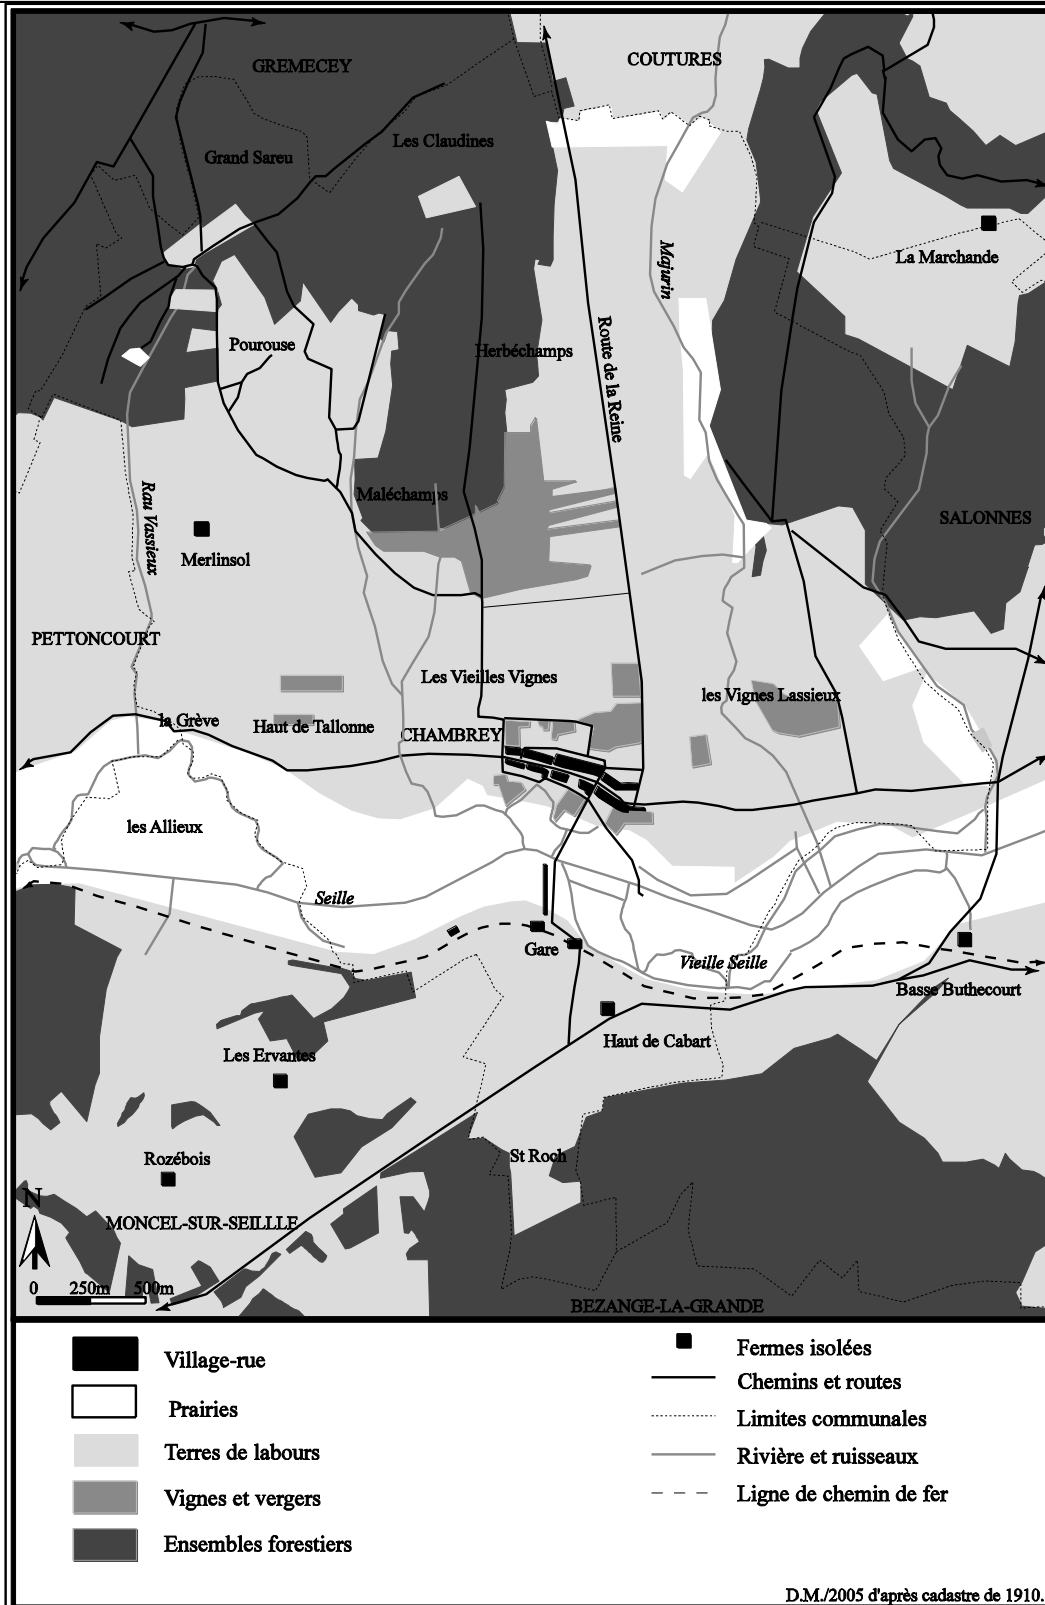 GREMECEY
COUTURES
Les Claudines
Grand Sareu
Majurin
La Marchande
Route de la Reine
Pourouse
Herbéchamps
Maléchamps
Rau Vassieux
SALONNES
Merlinsol
PETTONCOURT
Les Vieilles Vignes
les Vignes Lassieux
la Grève
Haut de Tallonne
CHAMBREY
les Allieux
Seille
Gare
Vieille Seille
Basse Buthecourt
Haut de Cabart
Les Ervantes
St Roch
Rozébois
N
MONCEL-SUR-SEILLLE
0 250m 500m
BEZANGE-LA-GRANDE
Village-rue
Prairies
Terres de labours
Vignes et vergers
Ensembles forestiers
Fermes isolées
Chemins et routes
Limites communales
Rivière et ruisseaux
Ligne de chemin de fer
D.M./2005 d'après cadastre de 1910.